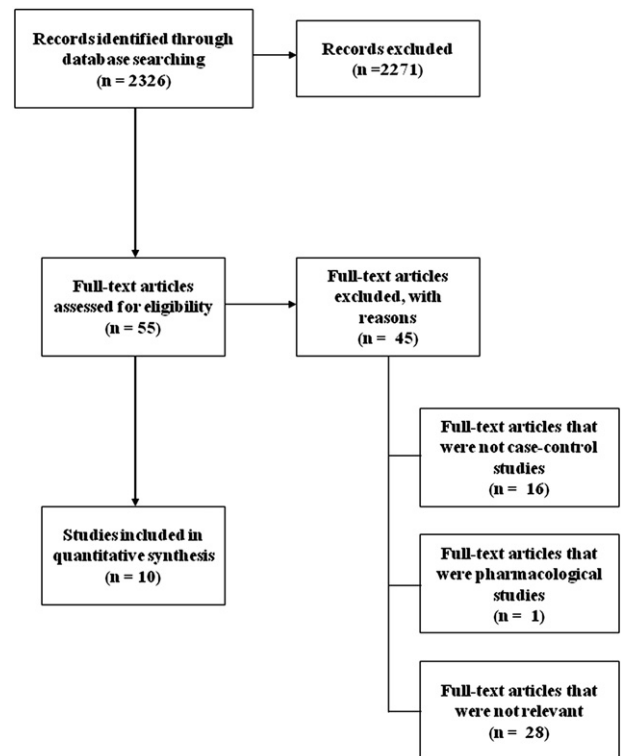 Records identified through
database searching
(n = 2326)
Records excluded
(n =2271)
Full-text articles
assessed for eligibility
(n = 55)
Full-text articles
excluded, with
reasons
(n = 45)
Full-text articles that
were not case-control
studies
(n = 16)
Studies included in
quantitative synthesis
(n = 10)
Full-text articles that
were pharmacological
studies
(n = 1)
Full-text articles that
were not relevant
(n = 28)